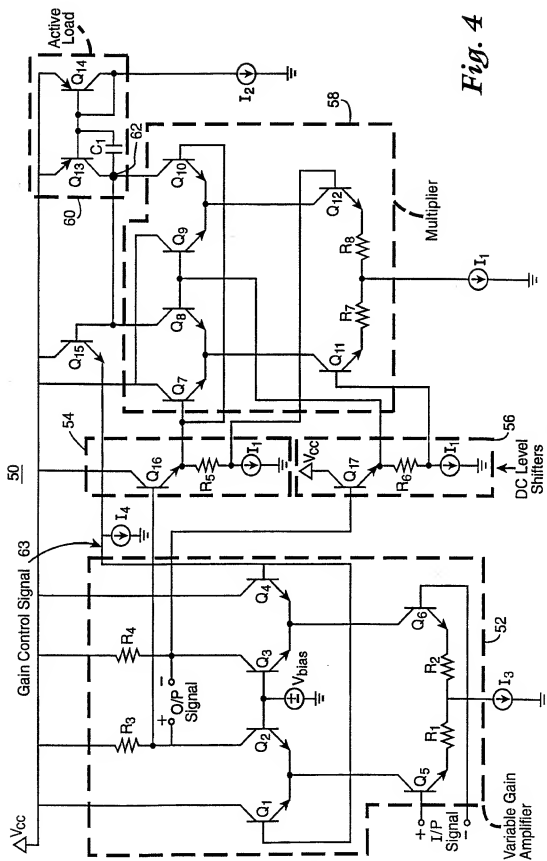 Fig. 4
50
Vcc
Gain Control Signal 63
I4
R3
R4
+ O/P −
Signal
Q1
Q2
Q3
Q4
Vbias
Q5
Q6
R1
R2
I3
+
I/P
Signal
−
52
Variable Gain
Amplifier
54
Q16
R5
I1
Vcc
Q17
R6
I1
56
DC Level
Shifters
Q15
Q7
Q8
Q9
Q10
Q11
Q12
R7
R8
I1
58
Multiplier
60
62
Q13
Q14
C1
Active
Load
I2